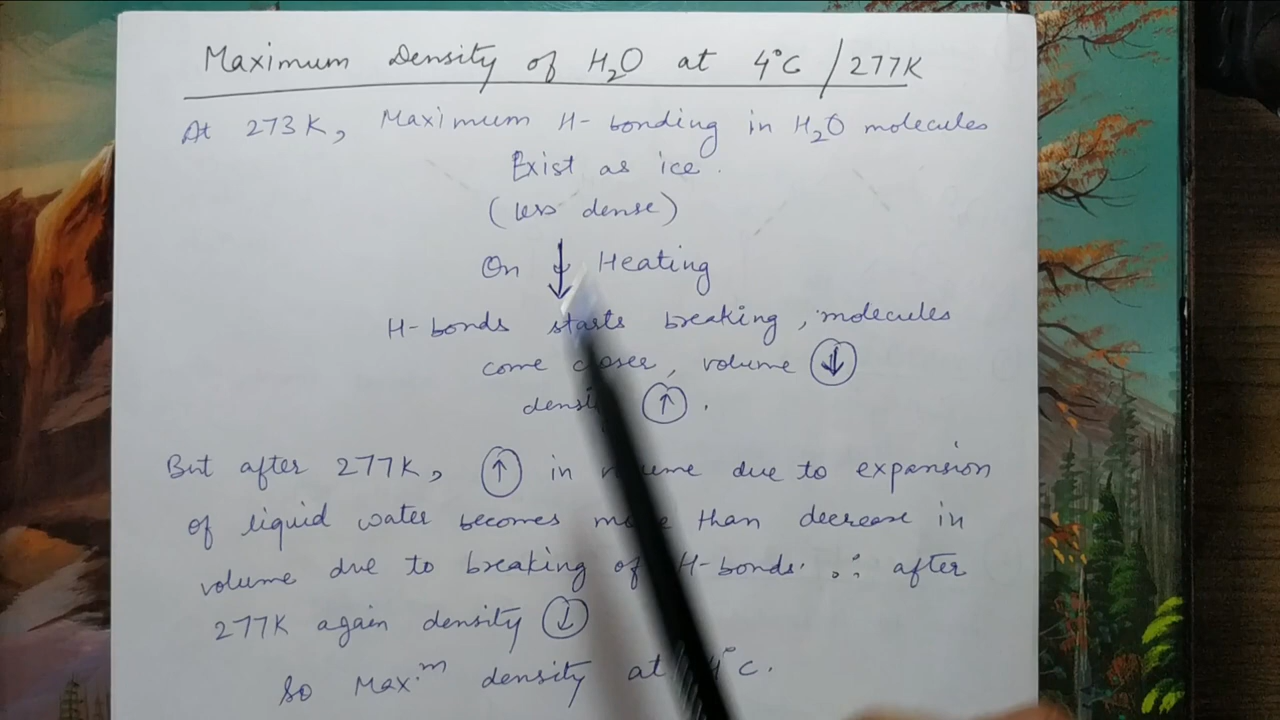 Maximum Density of H₂O at 4°C / 277K
At 273K, Maximum H-bonding in H₂O molecules
Exist as ice.
(less dense)
On ↓ Heating
H-bonds starts breaking, molecules
come closer, volume ↓
densi ↑ .
But after 277K, ↑ in volume due to expansion
of liquid water becomes more than decrease in
volume due to breaking of H-bonds. ∴ after
277K again density ↓
So Max.ᵐ density at 4°C.